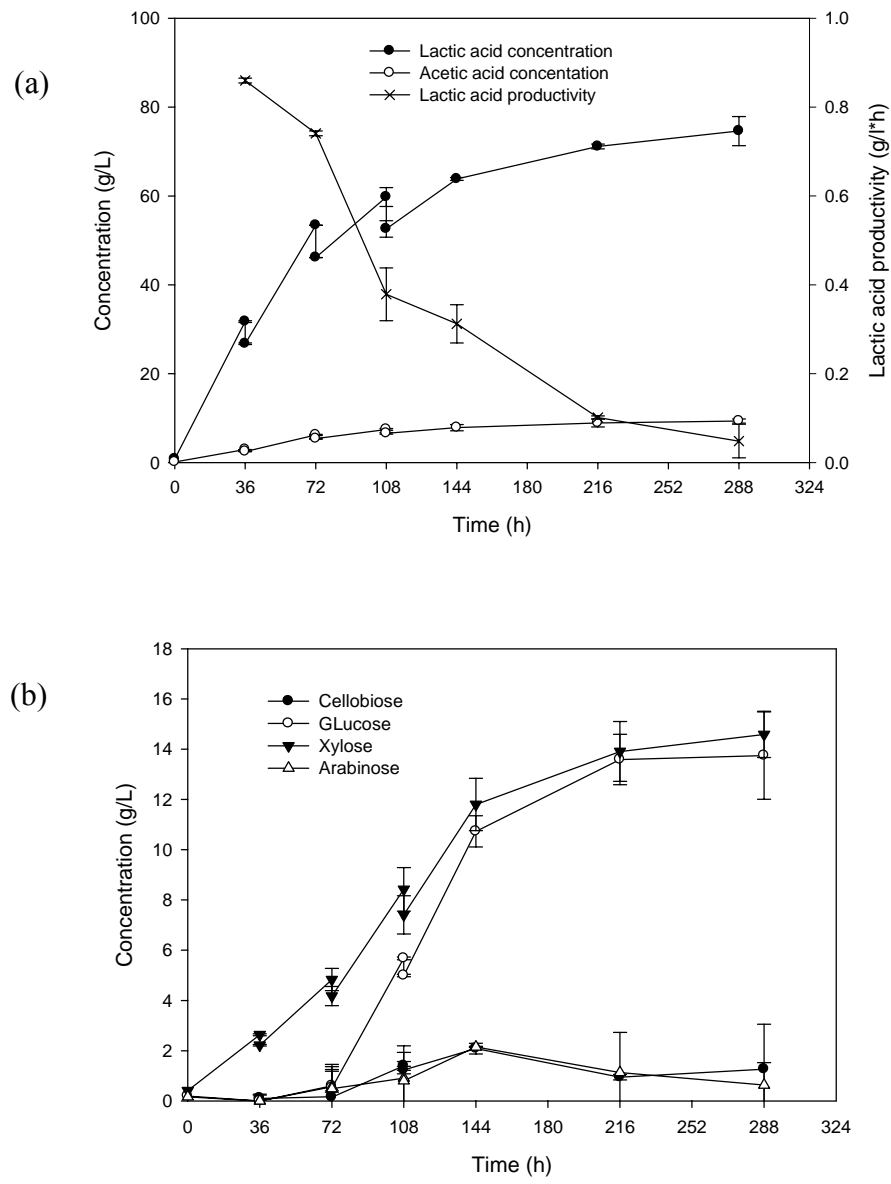 (a)
Lactic acid concentration
Acetic acid concentation
Lactic acid productivity
Concentration (g/L)
100
80
60
40
20
0
Lactic acid productivity (g/l*h)
1.0
0.8
0.6
0.4
0.2
0.0
0 36 72 108 144 180 216 252 288 324
Time (h)
(b)
Cellobiose
GLucose
Xylose
Arabinose
Concentration (g/L)
18
16
14
12
10
8
6
4
2
0
0 36 72 108 144 180 216 252 288 324
Time (h)